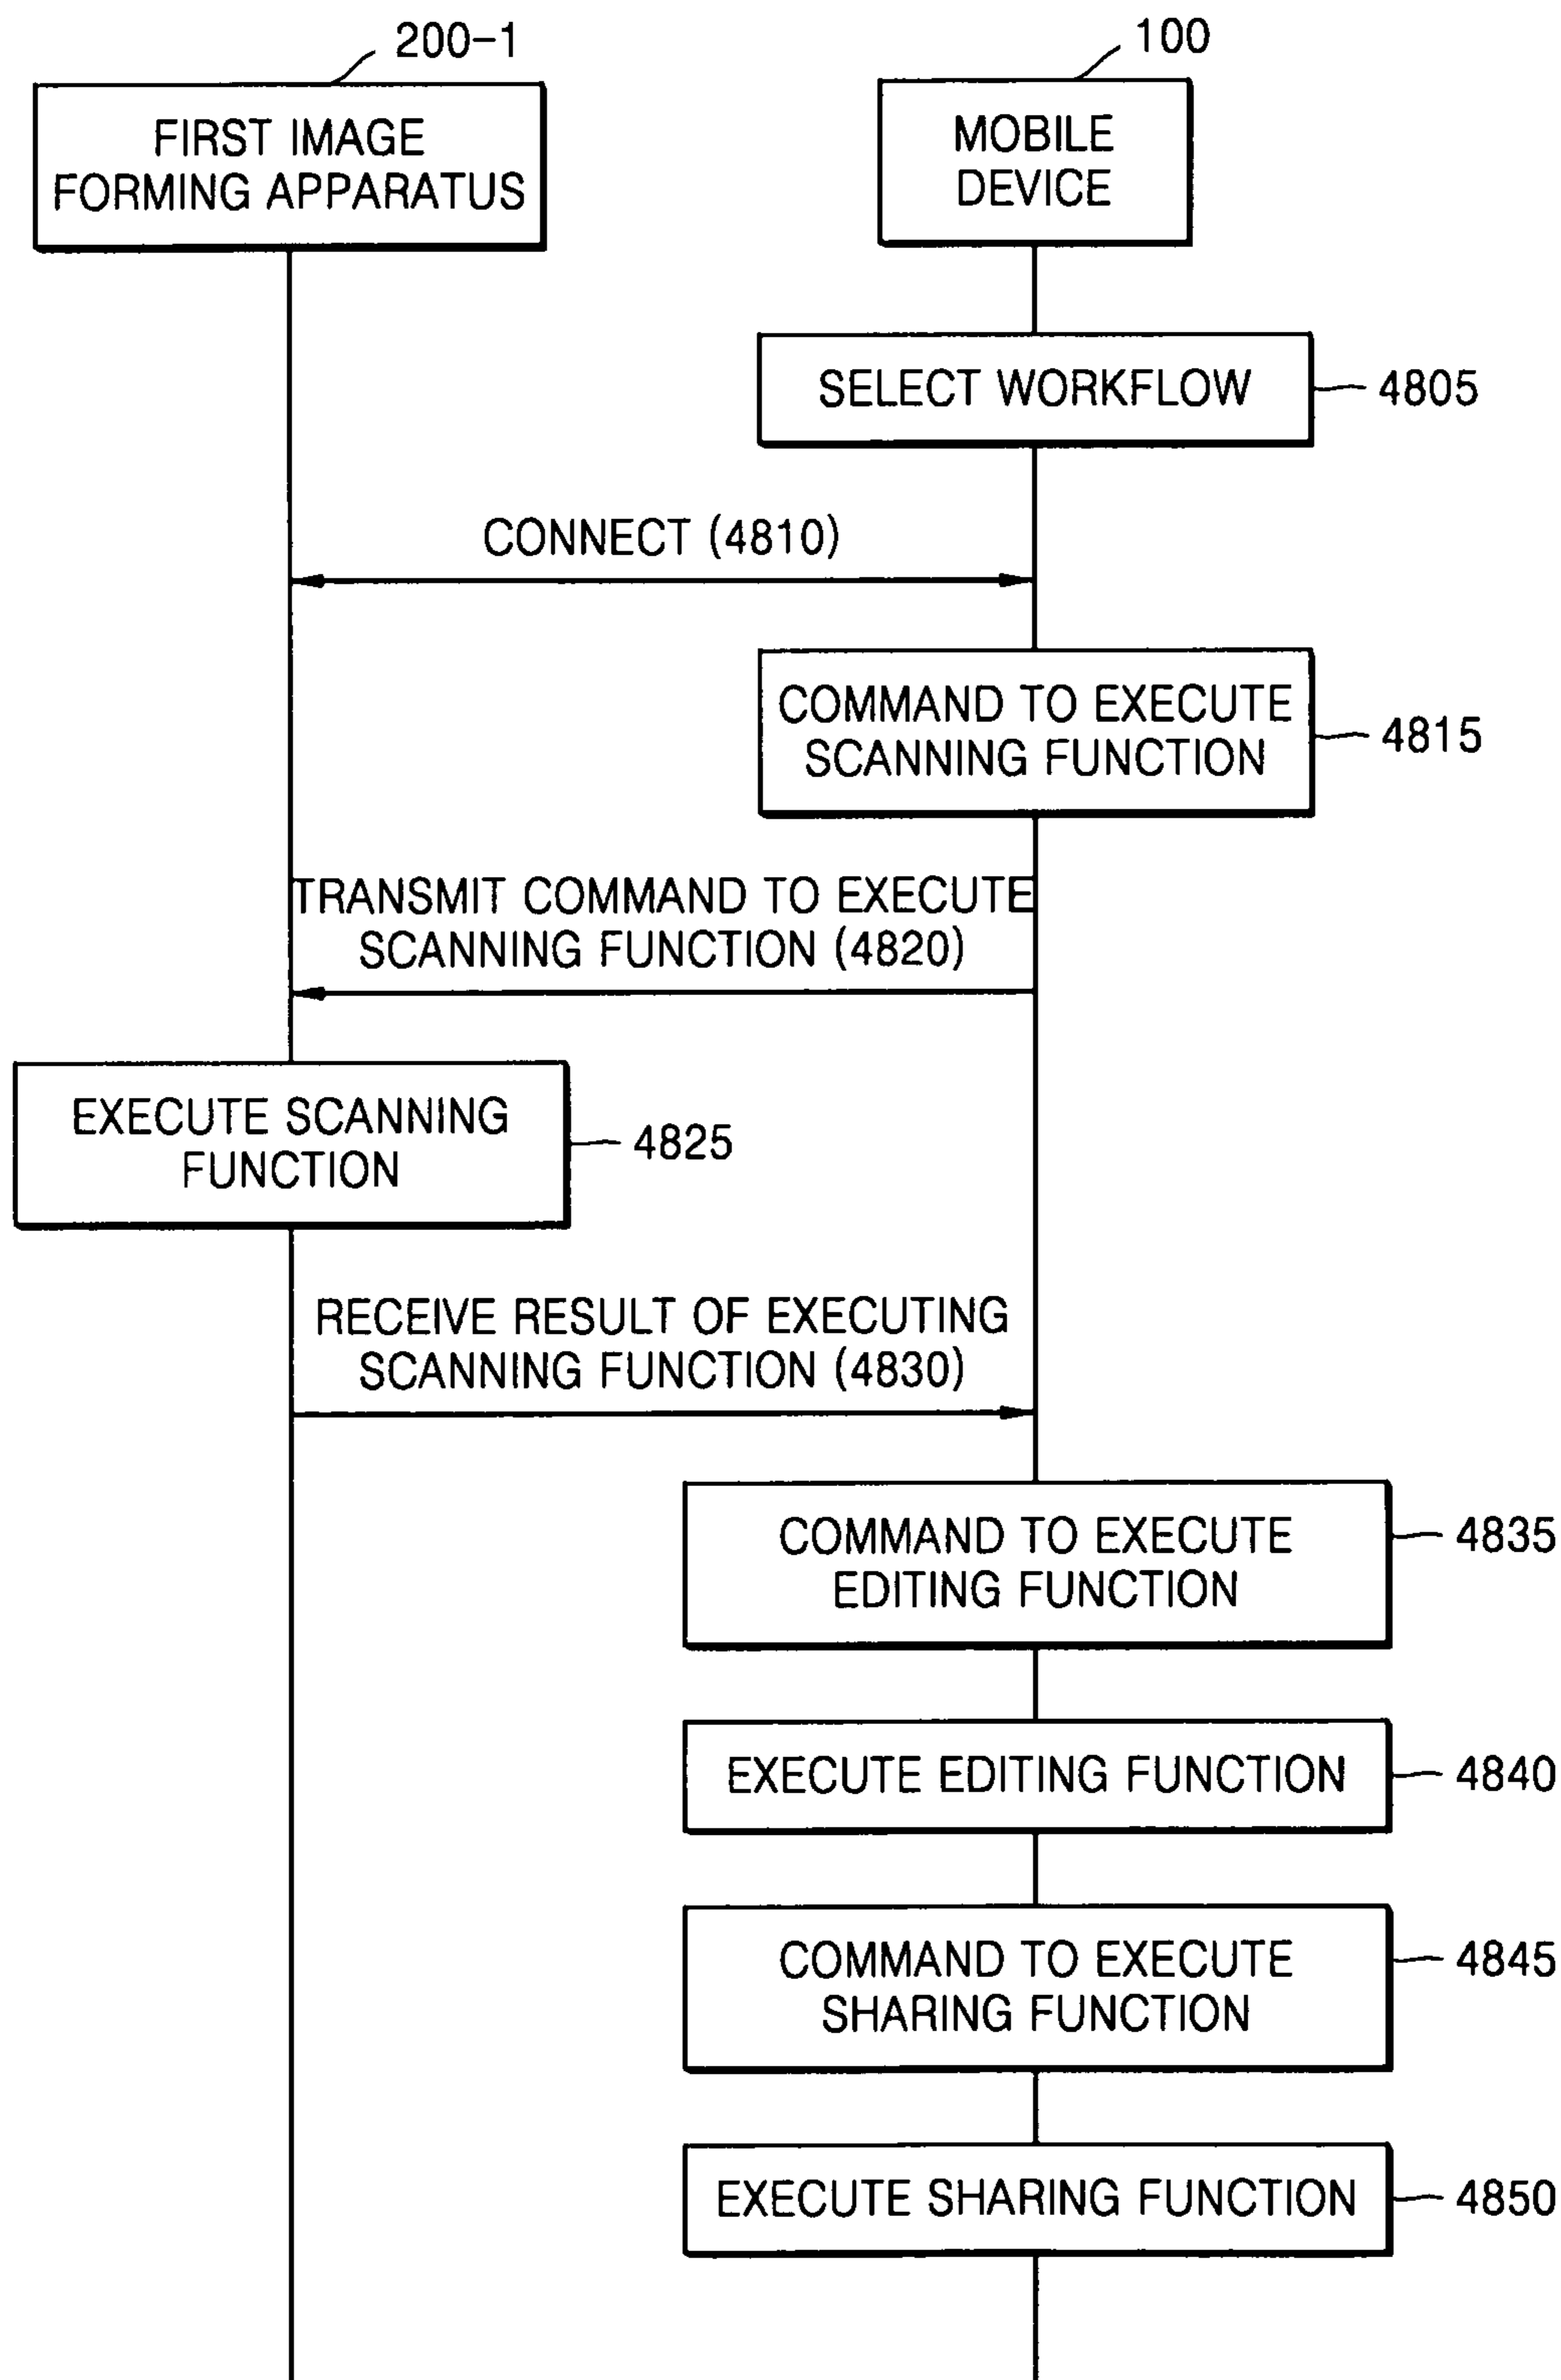 200-1
100
FIRST IMAGE
FORMING APPARATUS
MOBILE
DEVICE
SELECT WORKFLOW
4805
CONNECT (4810)
COMMAND TO EXECUTE
SCANNING FUNCTION
4815
TRANSMIT COMMAND TO EXECUTE
SCANNING FUNCTION (4820)
EXECUTE SCANNING
FUNCTION
4825
RECEIVE RESULT OF EXECUTING
SCANNING FUNCTION (4830)
COMMAND TO EXECUTE
EDITING FUNCTION
4835
EXECUTE EDITING FUNCTION
4840
COMMAND TO EXECUTE
SHARING FUNCTION
4845
EXECUTE SHARING FUNCTION
4850